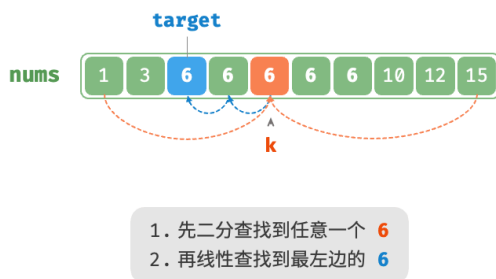 target
nums 1 3 6 6 6 6 6 10 12 15
k
1. 先二分查找到任意一个 6
2. 再线性查找到最左边的 6